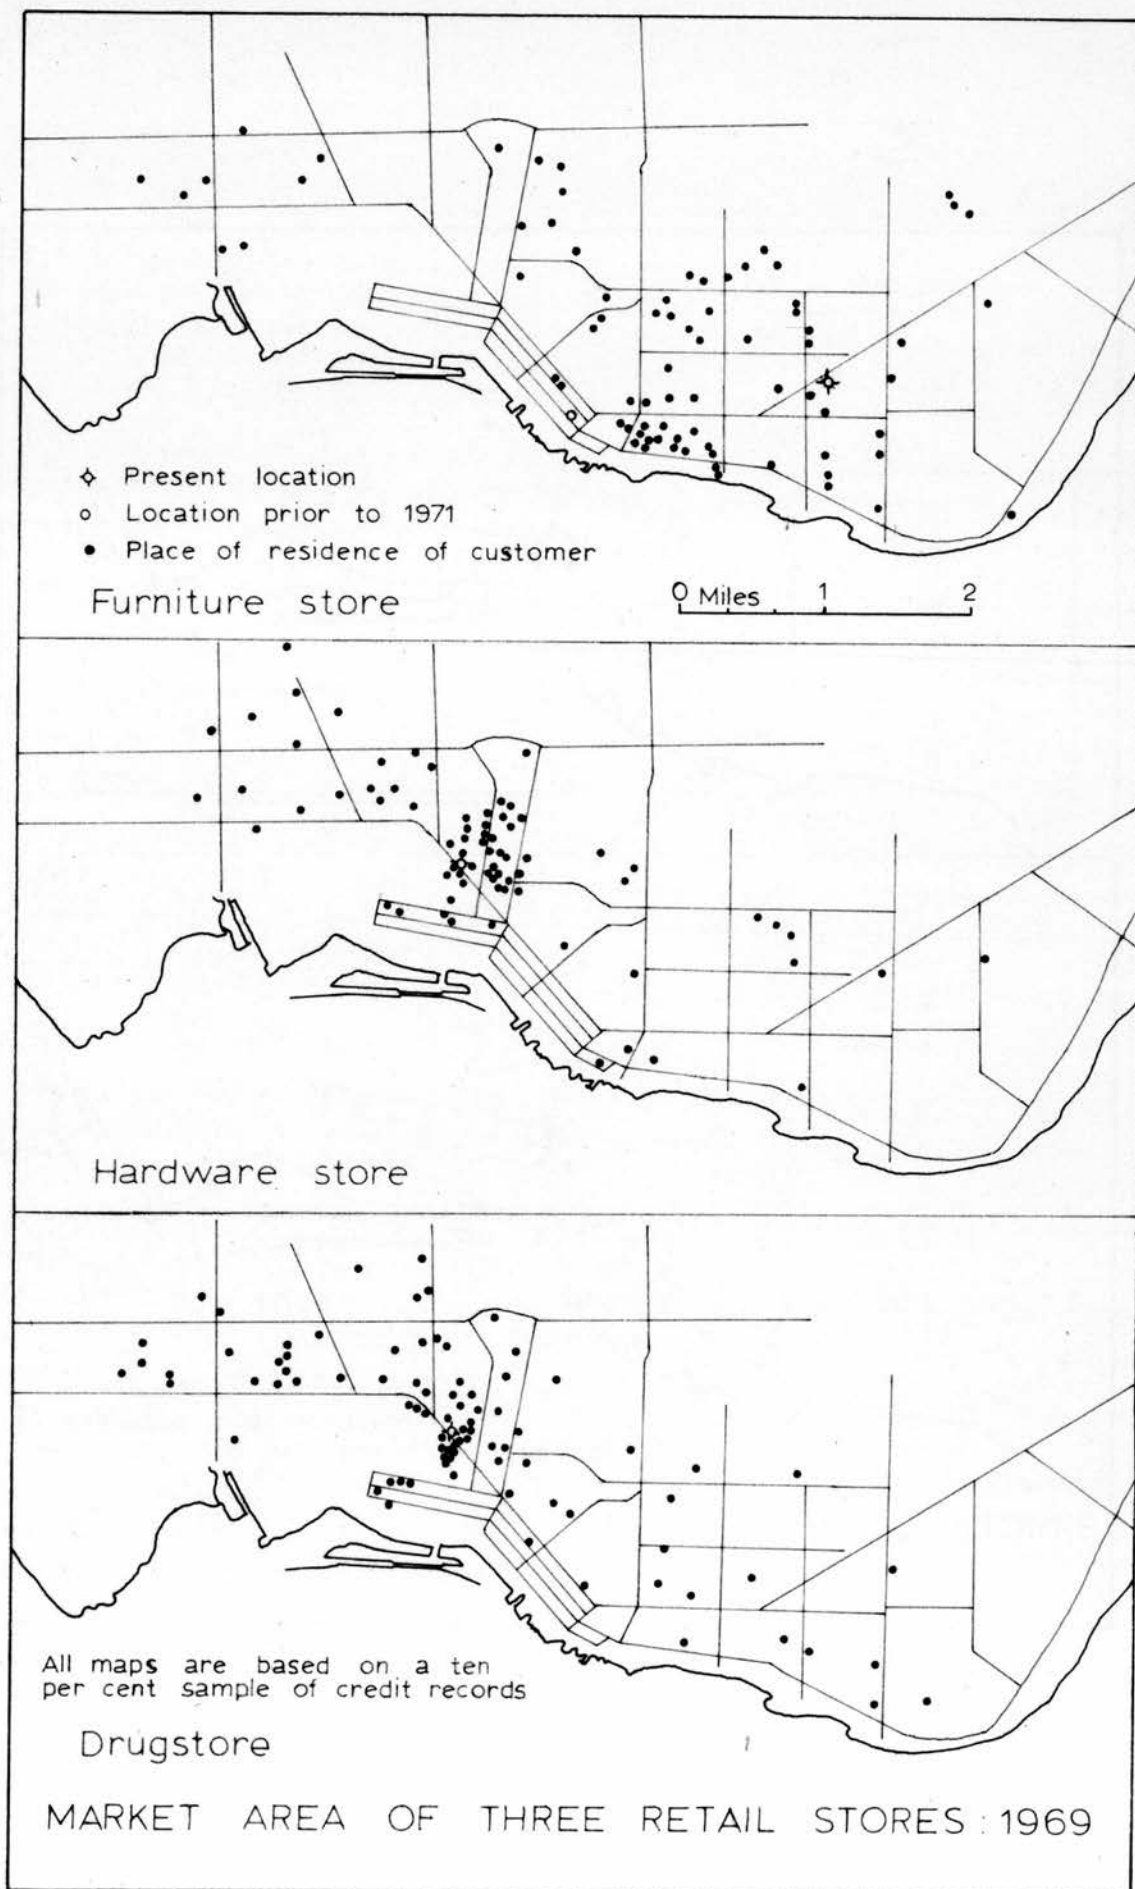 Present location
Location prior to 1971
Place of residence of customer
Furniture store
0 Miles 1 2
Hardware store
All maps are based on a ten
per cent sample of credit records
Drugstore
MARKET AREA OF THREE RETAIL STORES : 1969